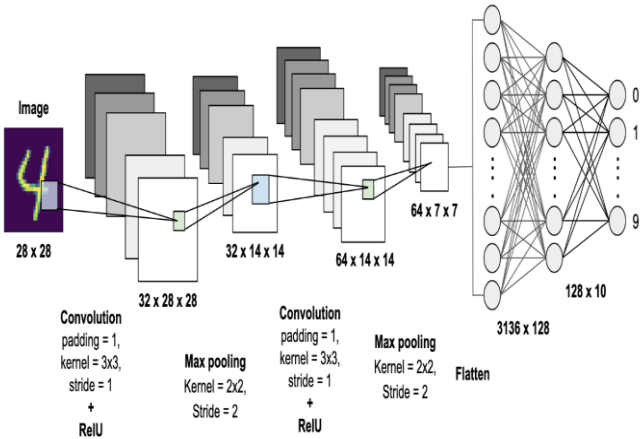 Image
28 x 28
32 x 28 x 28
32 x 14 x 14
64 x 14 x 14
64 x 7 x 7
3136 x 128
128 x 10
0
1
9
Convolution
padding = 1,
kernel = 3x3,
stride = 1
+
RelU
Max pooling
Kernel = 2x2,
Stride = 2
Convolution
padding = 1,
kernel = 3x3,
stride = 1
+
RelU
Max pooling
Kernel = 2x2,
Stride = 2
Flatten